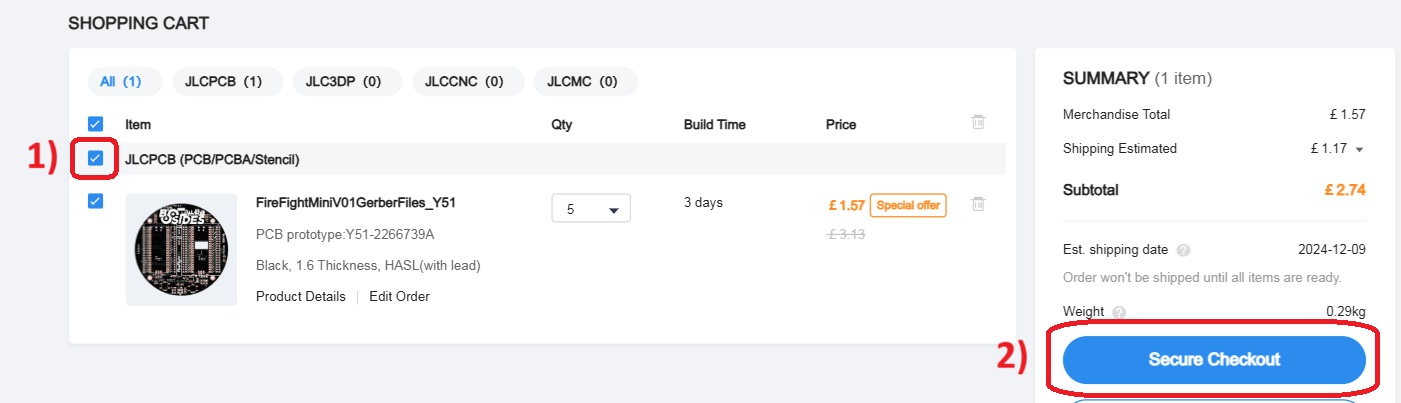 SHOPPING CART
All (1) JLCPCB (1) JLC3DP (0) JLCCNC (0) JLCMC (0)
Item Qty Build Time Price
1) JLCPCB (PCB/PCBA/Stencil)
FireFightMiniV01GerberFiles_Y51 5 3 days £ 1.57 Special offer
£ 3.13
PCB prototype:Y51-2266739A
Black, 1.6 Thickness, HASL(with lead)
Product Details | Edit Order
SIDES
SUMMARY (1 item)
Merchandise Total £ 1.57
Shipping Estimated £ 1.17
Subtotal £ 2.74
Est. shipping date ? 2024-12-09
Order won't be shipped until all items are ready.
Weight ? 0.29kg
2) Secure Checkout